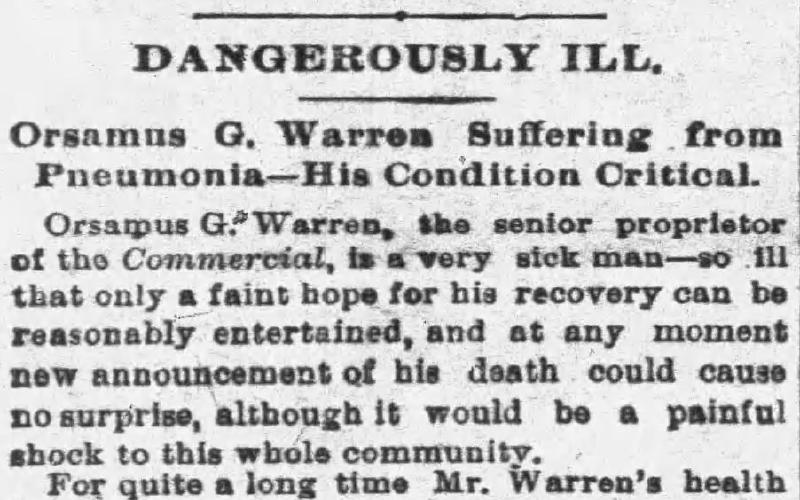 DANGEROUSLY ILL.
Orsamus G. Warren Suffering from
Pneumonia—His Condition Critical.
Orsamus G. Warren, the senior proprietor
of the Commercial, is a very sick man—so ill
that only a faint hope for his recovery can be
reasonably entertained, and at any moment
new announcement of his death could cause
no surprise, although it would be a painful
shock to this whole community.
For quite a long time Mr. Warren's health